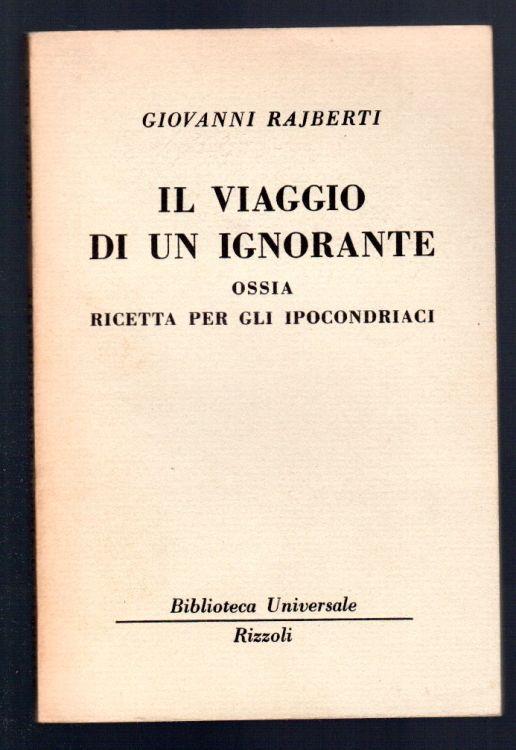 GIOVANNI RAJBERTI
IL VIAGGIO
DI UN IGNORANTE
OSSIA
RICETTA PER GLI IPOCONDRIACI
Biblioteca Universale
Rizzoli